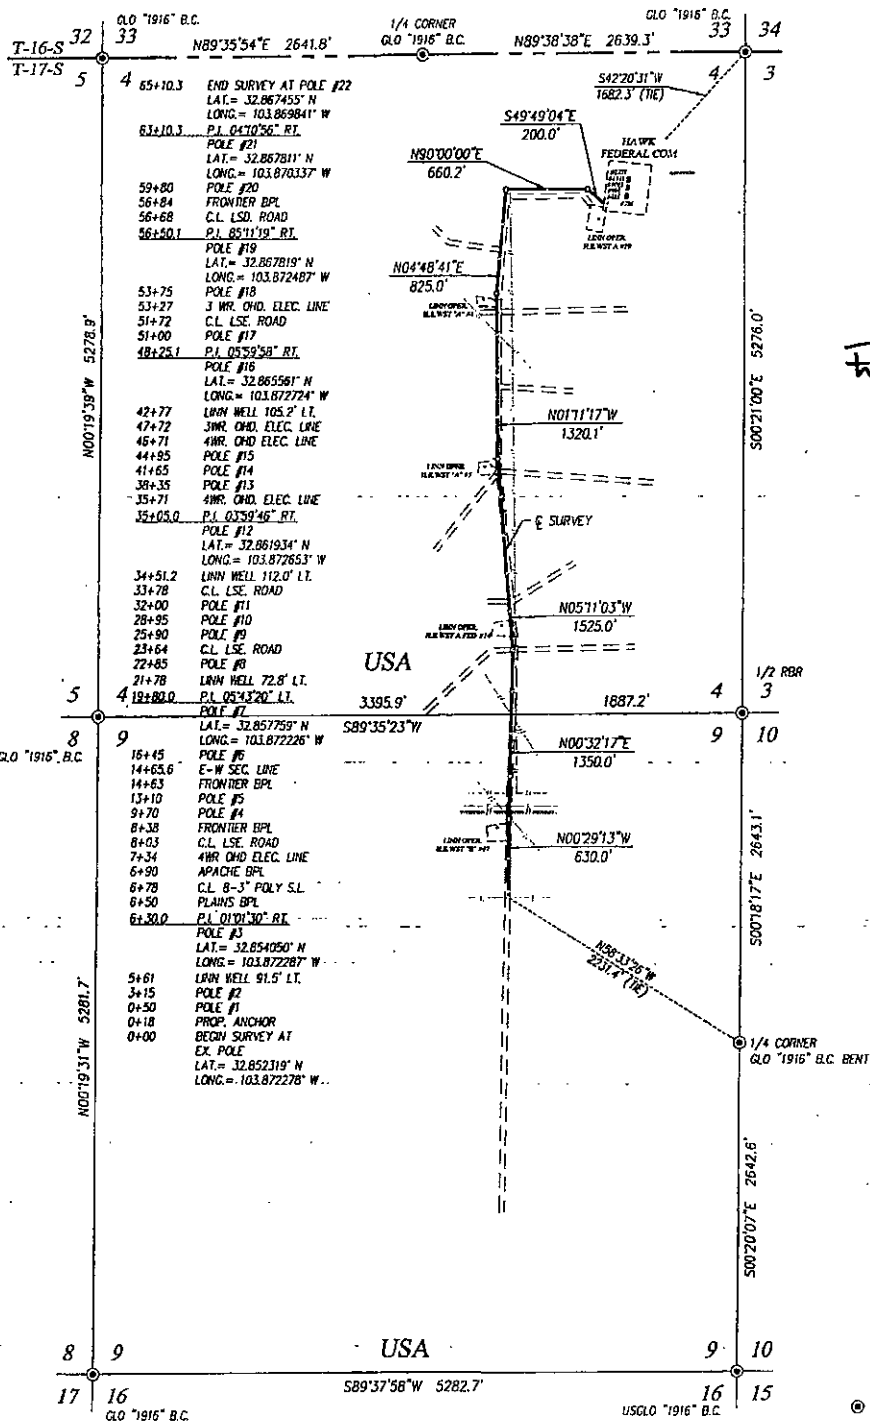 GLO "1916" B.C.
1/4 CORNER
GLO "1916" B.C.
GLO "1916" B.C.
32 33
33 34
T-16-S
T-17-S
N89°35'54"E 2641.8'
N89°38'38"E 2639.3'
5 4
4 3
S42°20'31"W
1682.3' (TIE)
65+10.3 END SURVEY AT POLE #22
LAT.= 32.867455° N
LONG.= 103.869841° W
63+10.3 P.I. 04°10'56" RT.
POLE #21
LAT.= 32.867811° N
LONG.= 103.870337° W
59+80 POLE #20
56+84 FRONTIER BPL
56+68 C.L. LSD. ROAD
56+50.1 P.I. 85°11'19" RT.
POLE #19
LAT.= 32.867819° N
LONG.= 103.872487° W
53+75 POLE #18
53+27 3 WR. OHD. ELEC. LINE
51+72 C.L. LSE. ROAD
51+00 POLE #17
48+25.1 P.I. 05°59'58" RT.
POLE #16
LAT.= 32.865561° N
LONG.= 103.872724° W
42+77 LINN WELL 105.2' LT.
47+72 3WR. OHD. ELEC. LINE
46+71 4WR. OHD ELEC. LINE
44+95 POLE #15
41+65 POLE #14
38+35 POLE #13
35+71 4WR. OHD. ELEC. LINE
35+05.0 P.I. 03°59'46" RT.
POLE #12
LAT.= 32.861934° N
LONG.= 103.872653° W
34+51.2 LINN WELL 112.0' LT.
33+78 C.L. LSE. ROAD
32+00 POLE #11
28+95 POLE #10
25+90 POLE #9
23+64 C.L. LSE. ROAD
22+85 POLE #8
21+78 LINN WELL 72.8' LT.
19+80.0 P.I. 05°43'20" LT.
POLE #7
LAT.= 32.857759° N
LONG.= 103.872226° W
16+45 POLE #6
14+65.6 E-W SEC. LINE
14+63 FRONTIER BPL
13+10 POLE #5
9+70 POLE #4
8+38 FRONTIER BPL
8+03 C.L. LSE. ROAD
7+34 4WR OHD ELEC. LINE
6+90 APACHE BPL
6+78 C.L. 8-3" POLY S.L.
6+50 PLAINS BPL
6+30.0 P.I. 01°01'30" RT.
POLE #3
LAT.= 32.854050° N
LONG.= 103.872287° W
5+61 LINN WELL 91.5' LT.
3+15 POLE #2
0+50 POLE #1
0+18 PROP. ANCHOR
0+00 BEGIN SURVEY AT
EX. POLE
LAT.= 32.852319° N
LONG.= 103.872278° W
S49°49'04"E
200.0'
HAWK
FEDERAL COM
N90°00'00"E
660.2'
N04°48'41"E
825.0'
N01°11'17"W
1320.1'
℄ SURVEY
N05°11'03"W
1525.0'
N00°19'39"W 5278.9'
S00°21'00"E 5276.0'
USA
1/2 RBR
5 4
3395.9'
1887.2'
4 3
8 9
S89°35'23"W
9 10
GLO "1916" B.C.
N00°32'17"E
1350.0'
N00°29'13"W
630.0'
S00°18'17"E 2643.1'
N58°33'26"W
2231.4' (TIE)
1/4 CORNER
GLO "1916" B.C. BENT
N00°19'31"W 5281.7'
S00°20'07"E 2642.6'
USA
8 9
9 10
17 16
S89°37'58"W 5282.7'
16 15
GLO "1916" B.C.
USGLO "1916" B.C.